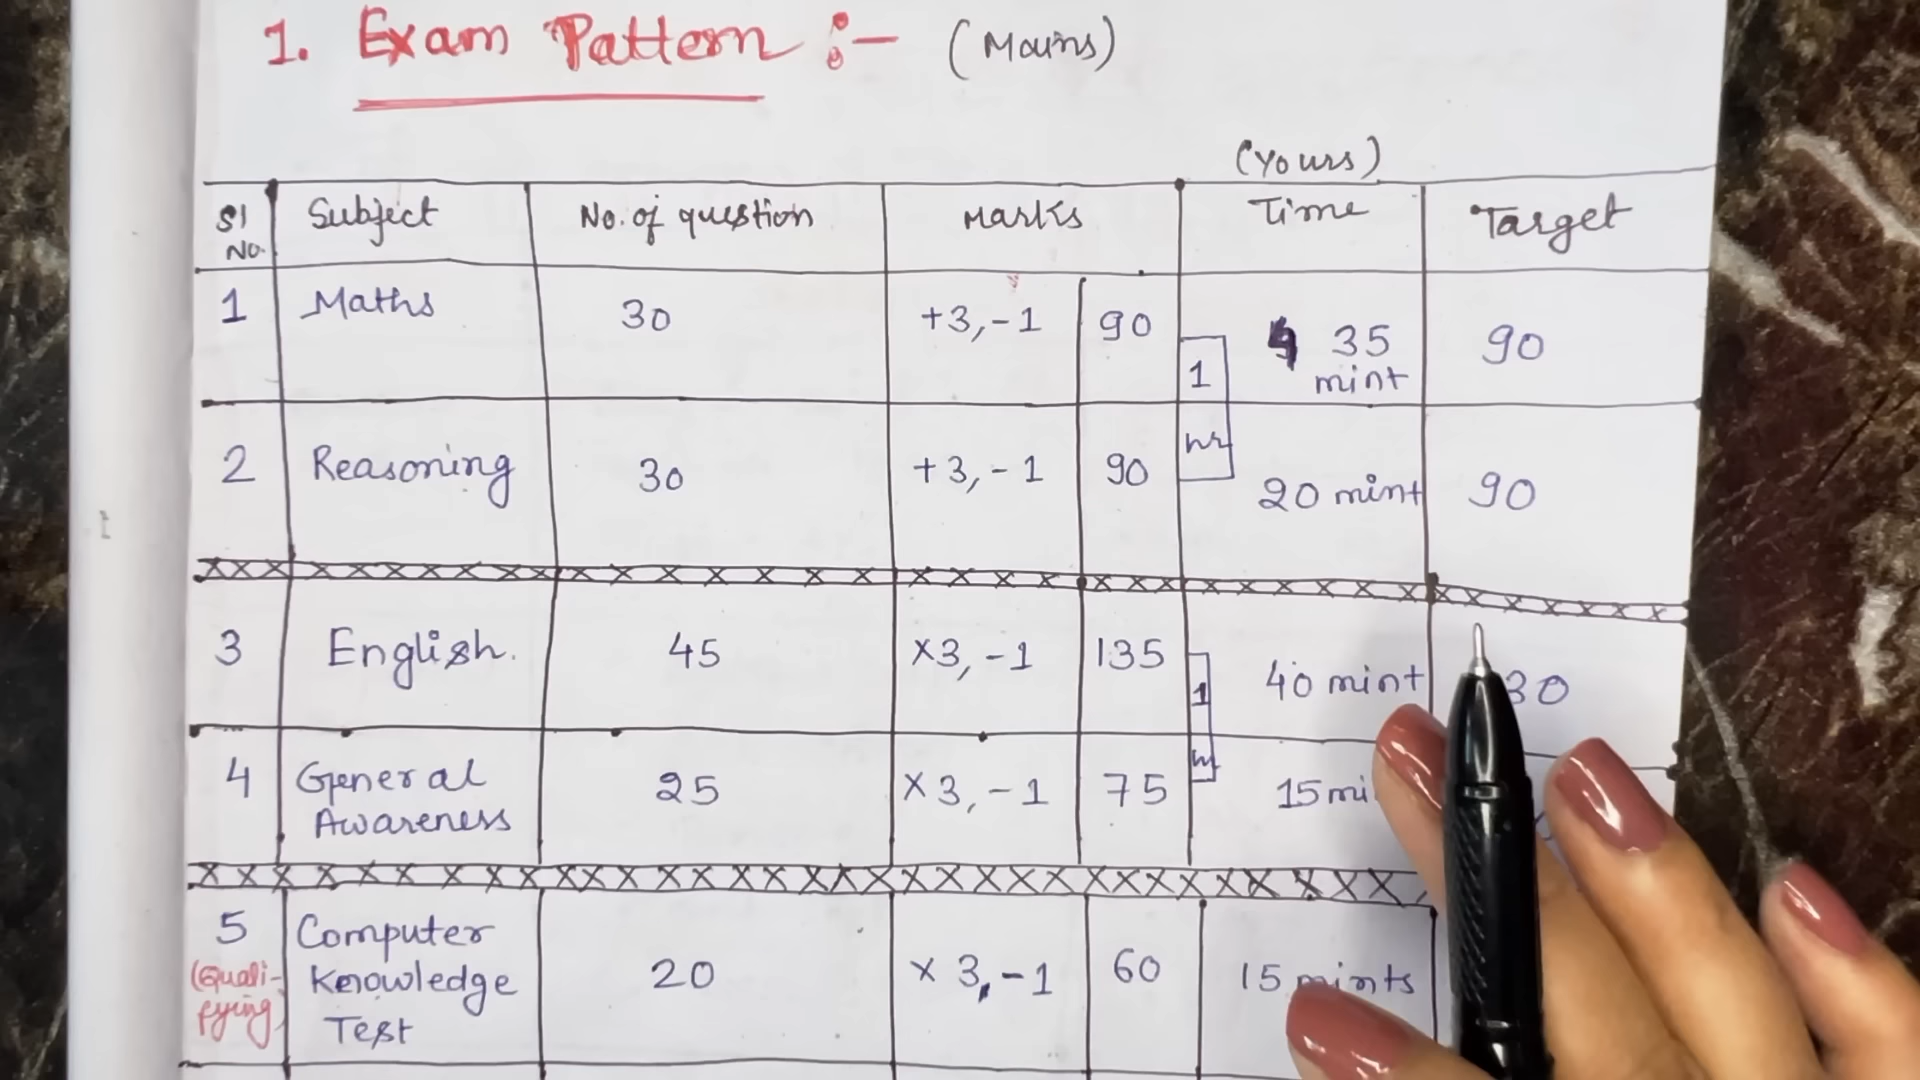 1. Exam Pattern :- (Mains)
(Yours)
Sl No. Subject No. of question Marks Time Target
1 Maths 30 +3,-1 90 1 35 mint 90
2 Reasoning 30 +3,-1 90 hr 20 mint 90
3 English. 45 x3,-1 135 1 40 mint 30
4 General Awareness 25 x3,-1 75 hr 15 mi
5 (Qualifying) Computer Knowledge Test 20 x 3,-1 60 15 mints